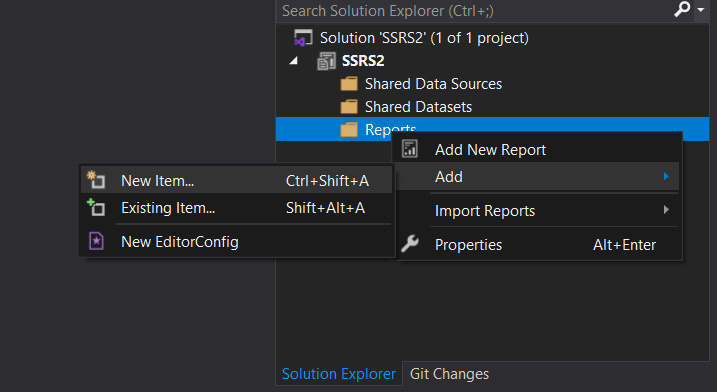 Search Solution Explorer (Ctrl+;)
Solution 'SSRS2' (1 of 1 project)
SSRS2
Shared Data Sources
Shared Datasets
Reports
Add New Report
Add
Import Reports
Properties Alt+Enter
New Item... Ctrl+Shift+A
Existing Item... Shift+Alt+A
New EditorConfig
Solution Explorer Git Changes